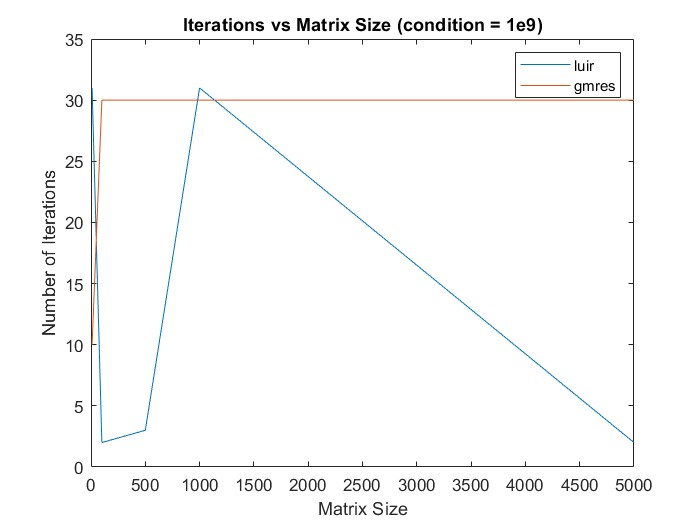 Iterations vs Matrix Size (condition = 1e9)
35
30
25
20
15
10
5
0
Number of Iterations
luir
gmres
0 500 1000 1500 2000 2500 3000 3500 4000 4500 5000
Matrix Size